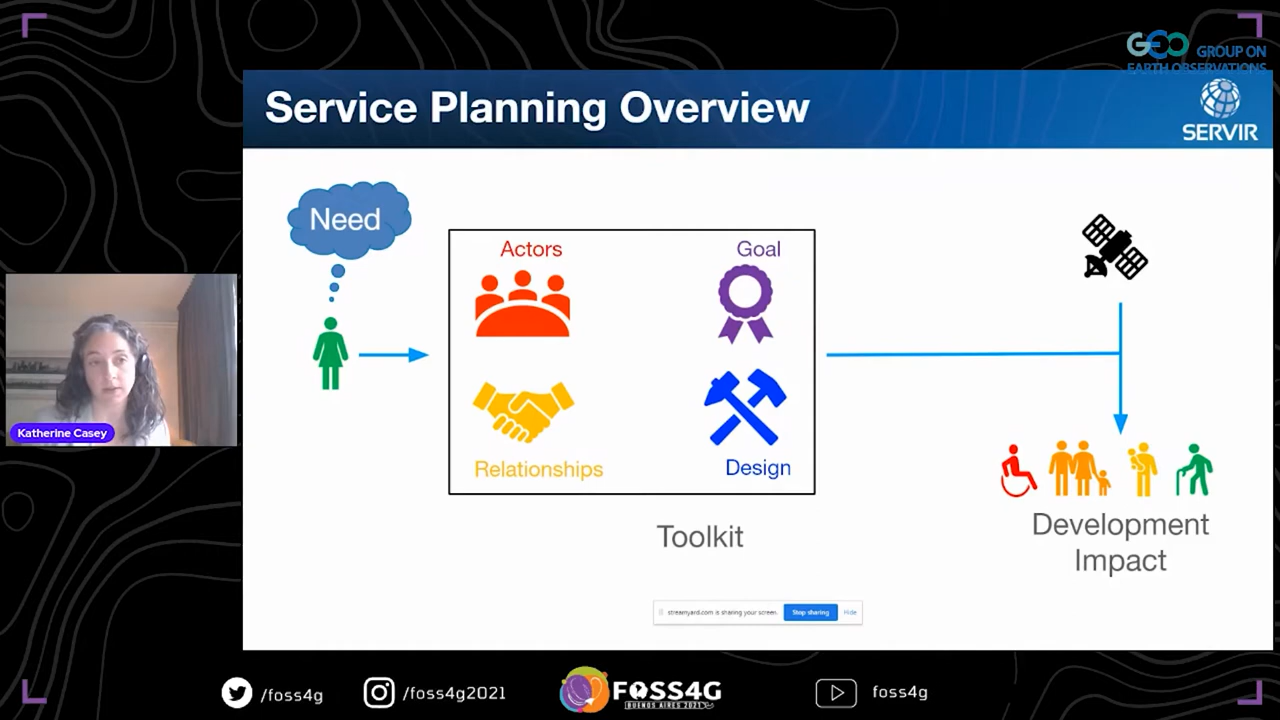 GEO GROUP ON
EARTH OBSERVATIONS
Service Planning Overview
SERVIR
Need
Actors
Goal
Relationships
Design
Toolkit
Development
Impact
Katherine Casey
streamyard.com is sharing your screen.
Stop sharing
Hide
/foss4g
/foss4g2021
FOSS4G
BUENOS AIRES 2021
foss4g